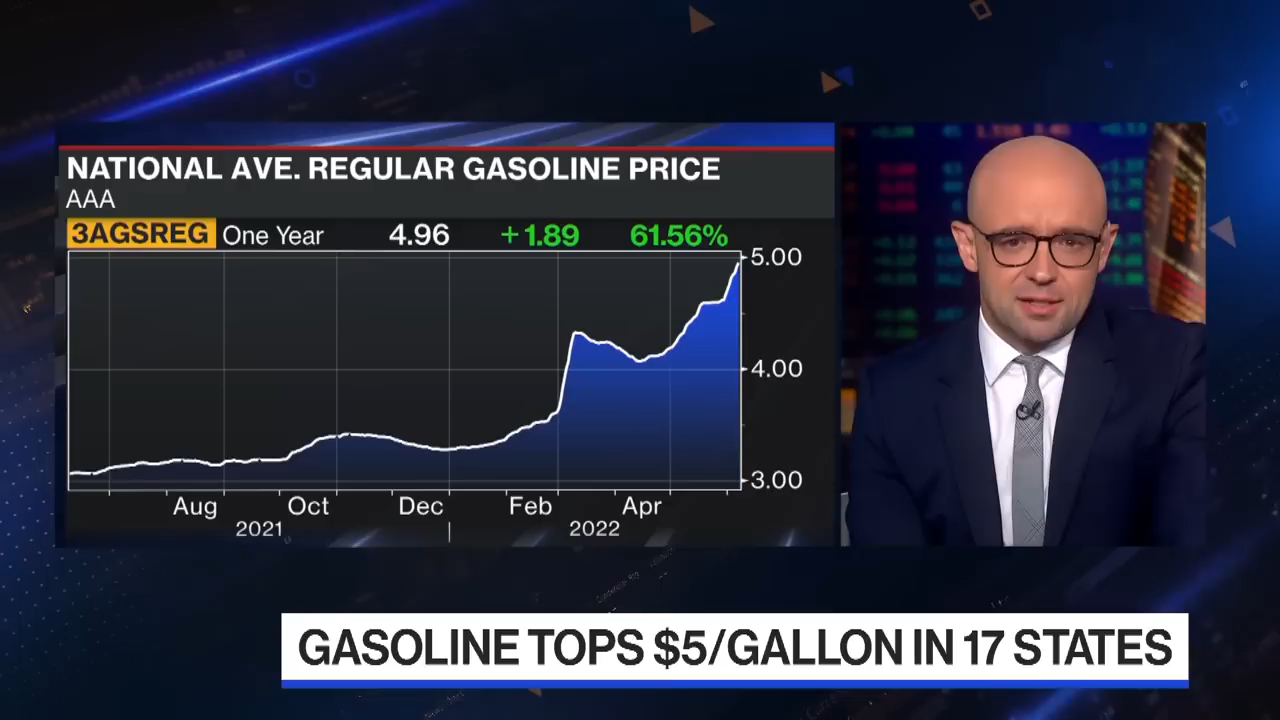 NATIONAL AVE. REGULAR GASOLINE PRICE
AAA
3AGSREG One Year 4.96 +1.89 61.56%
5.00
4.00
3.00
Aug Oct Dec Feb Apr
2021 2022
GASOLINE TOPS $5/GALLON IN 17 STATES